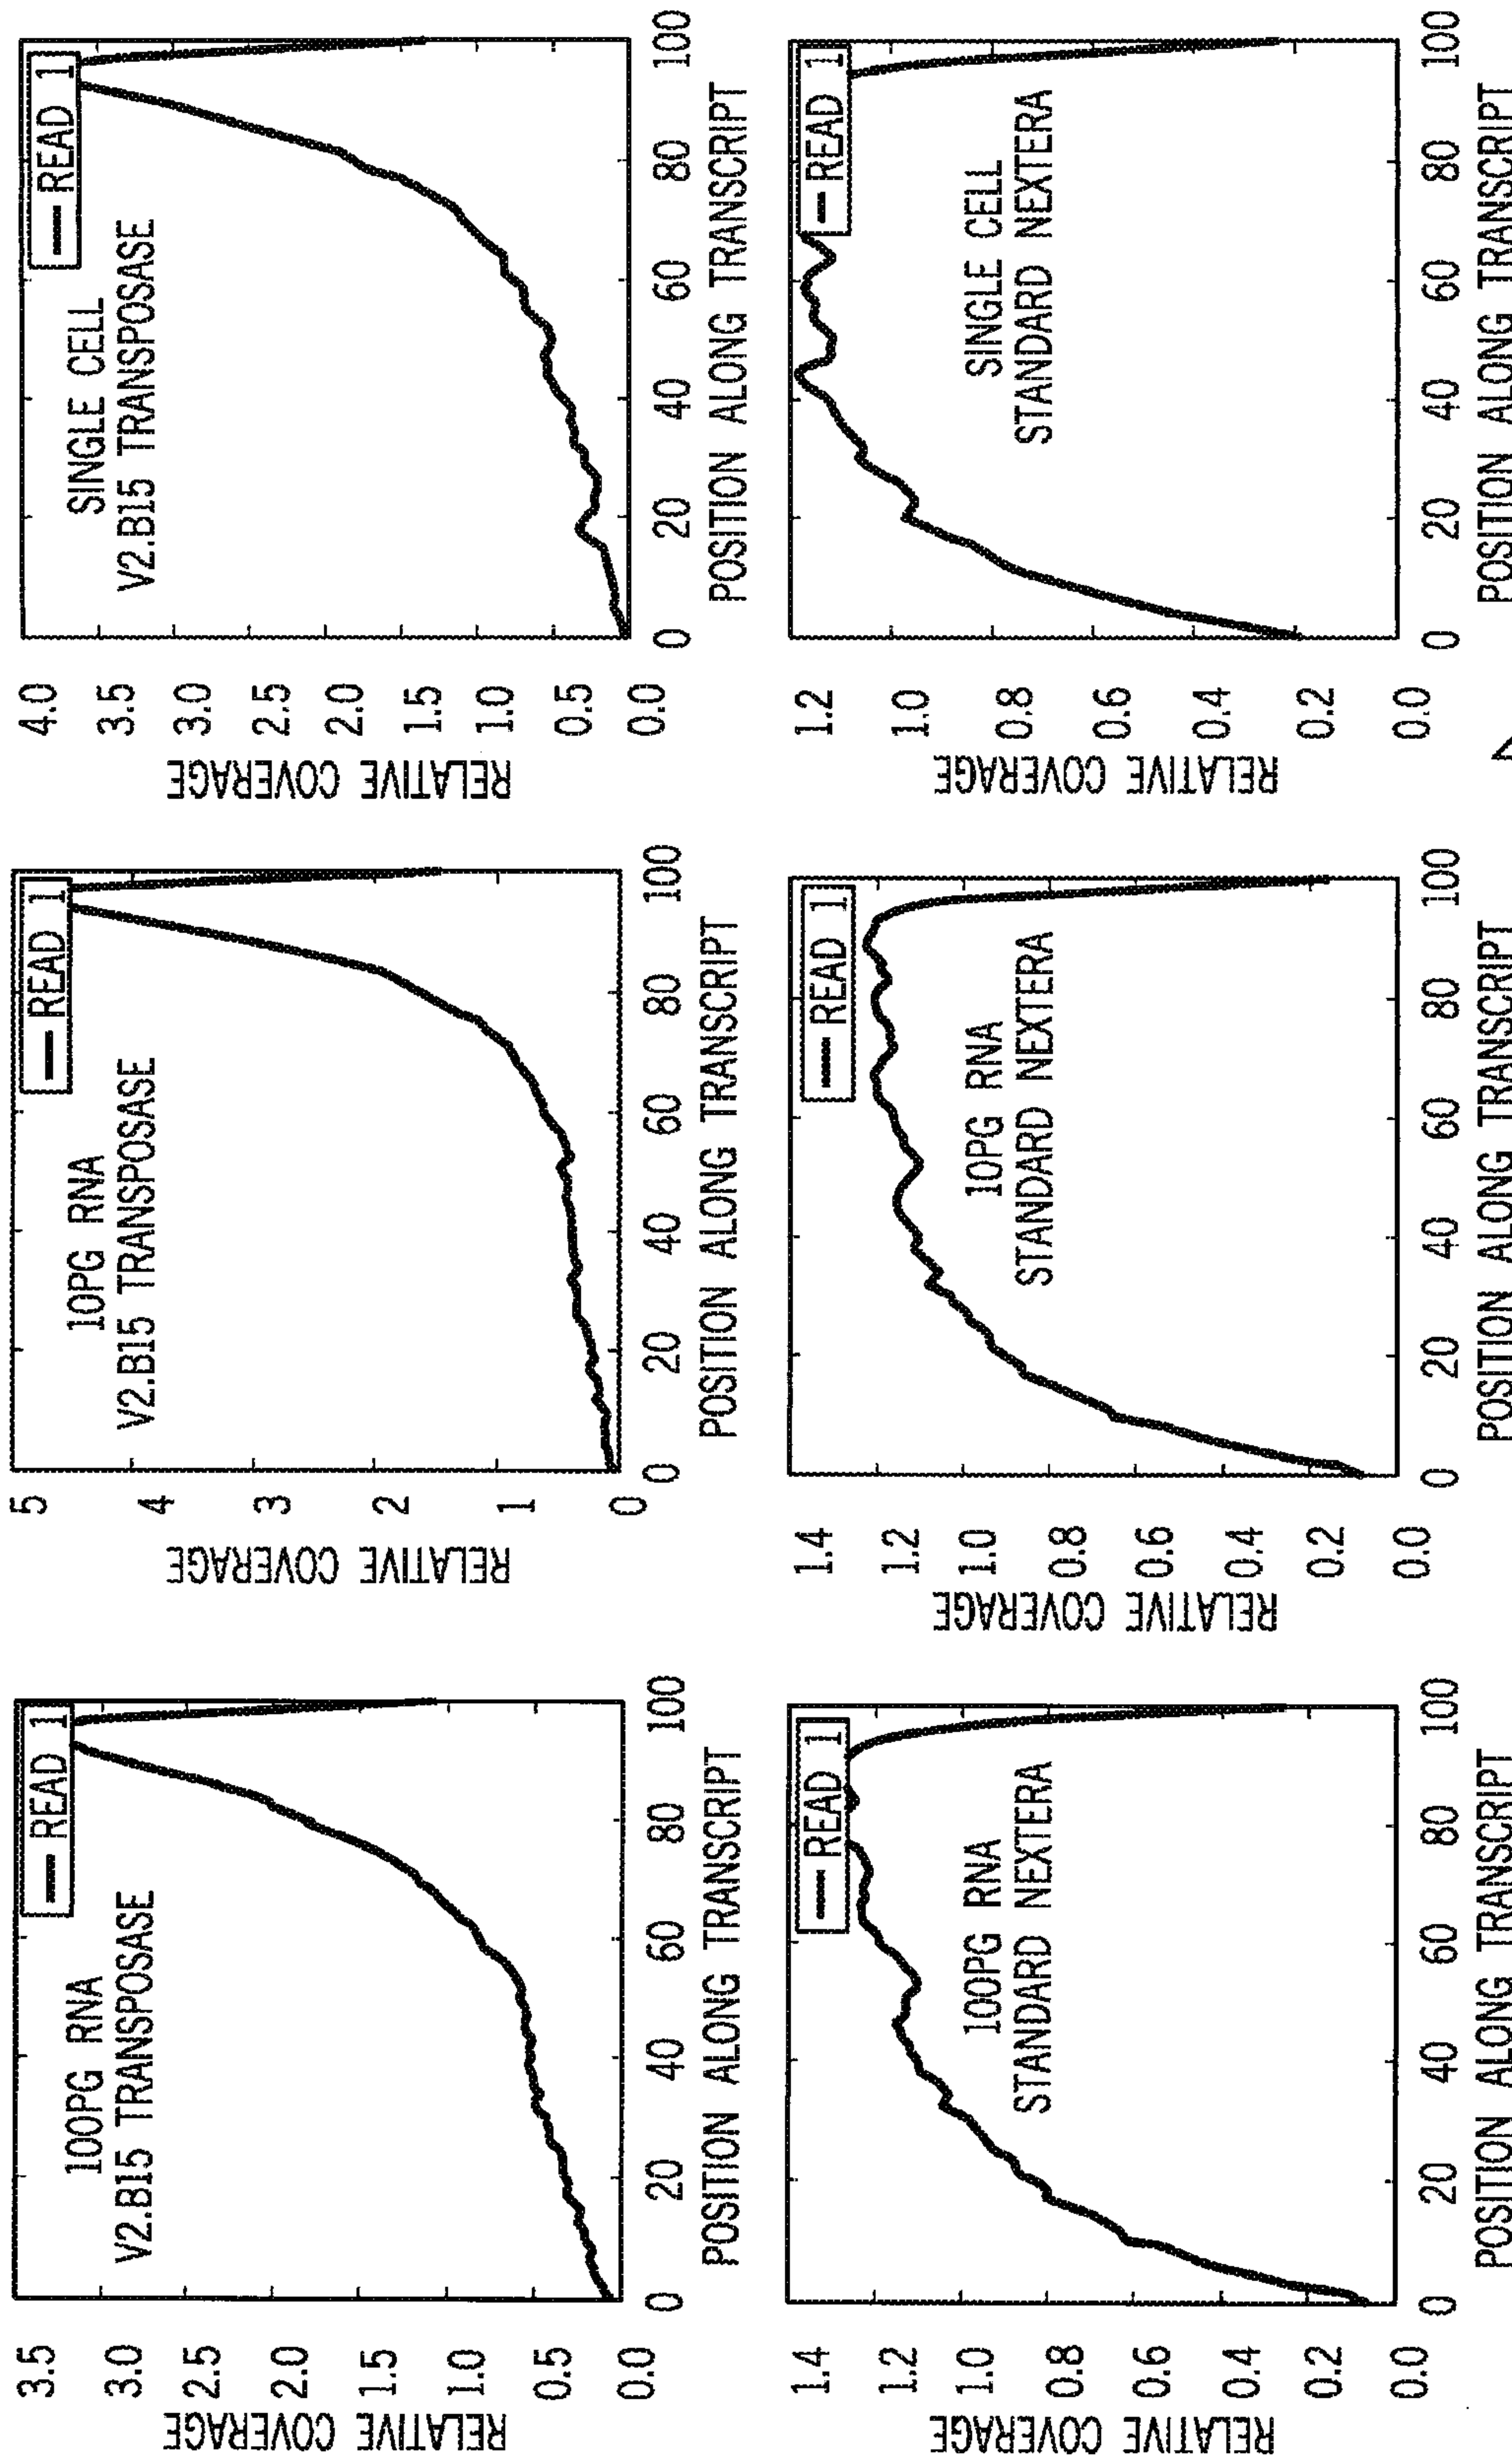 RELATIVE COVERAGE
3.5
3.0
2.5
2.0
1.5
1.0
0.5
0.0
READ 1
100PG RNA
V2.B15 TRANSPOSASE
0 20 40 60 80 100
POSITION ALONG TRANSCRIPT
RELATIVE COVERAGE
5
4
3
2
1
0
READ 1
10PG RNA
V2.B15 TRANSPOSASE
0 20 40 60 80 100
POSITION ALONG TRANSCRIPT
RELATIVE COVERAGE
4.0
3.5
3.0
2.5
2.0
1.5
1.0
0.5
0.0
READ 1
SINGLE CELL
V2.B15 TRANSPOSASE
0 20 40 60 80 100
POSITION ALONG TRANSCRIPT
RELATIVE COVERAGE
1.4
1.2
1.0
0.8
0.6
0.4
0.2
0.0
READ 1
100PG RNA
STANDARD NEXTERA
0 20 40 60 80 100
POSITION ALONG TRANSCRIPT
RELATIVE COVERAGE
1.4
1.2
1.0
0.8
0.6
0.4
0.2
0.0
READ 1
10PG RNA
STANDARD NEXTERA
0 20 40 60 80 100
POSITION ALONG TRANSCRIPT
RELATIVE COVERAGE
1.2
1.0
0.8
0.6
0.4
0.2
0.0
READ 1
SINGLE CELL
STANDARD NEXTERA
0 20 40 60 80 100
POSITION ALONG TRANSCRIPT